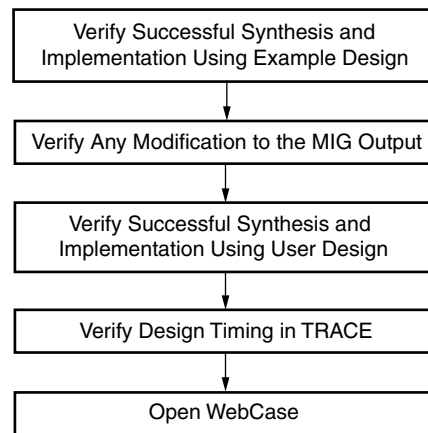 Verify Successful Synthesis and
Implementation Using Example Design
Verify Any Modification to the MIG Output
Verify Successful Synthesis and
Implementation Using User Design
Verify Design Timing in TRACE
Open WebCase